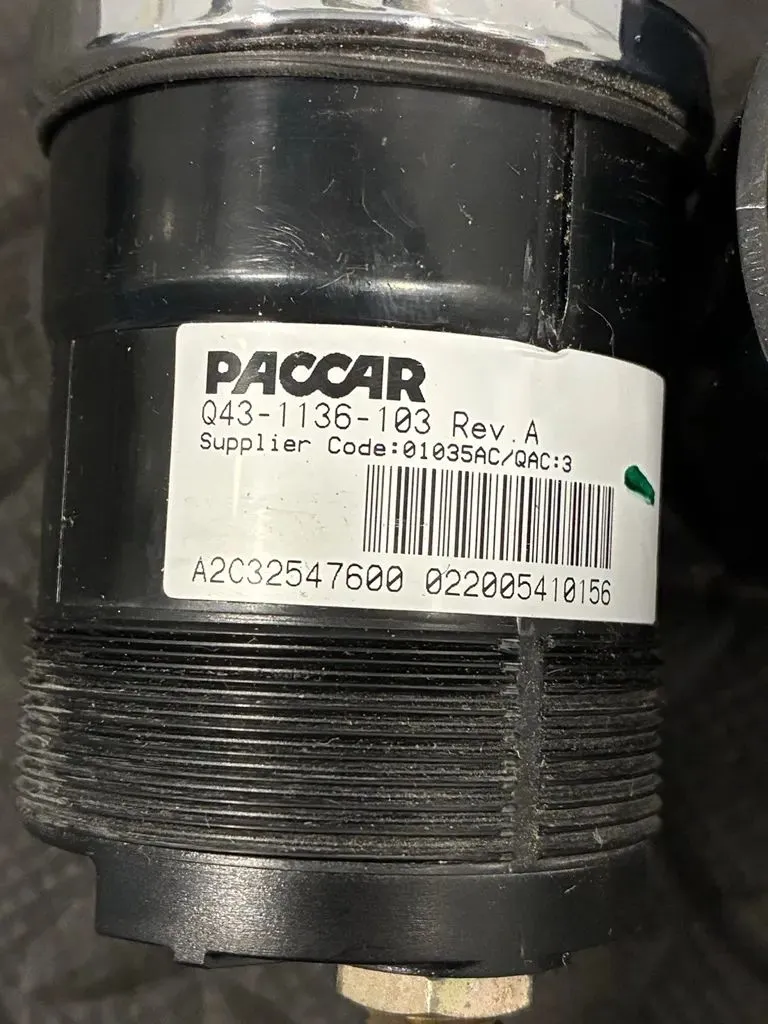 PACCAR
Q43-1136-103 Rev.A
Supplier Code:01035AC/QAC:3
A2C32547600 022005410156